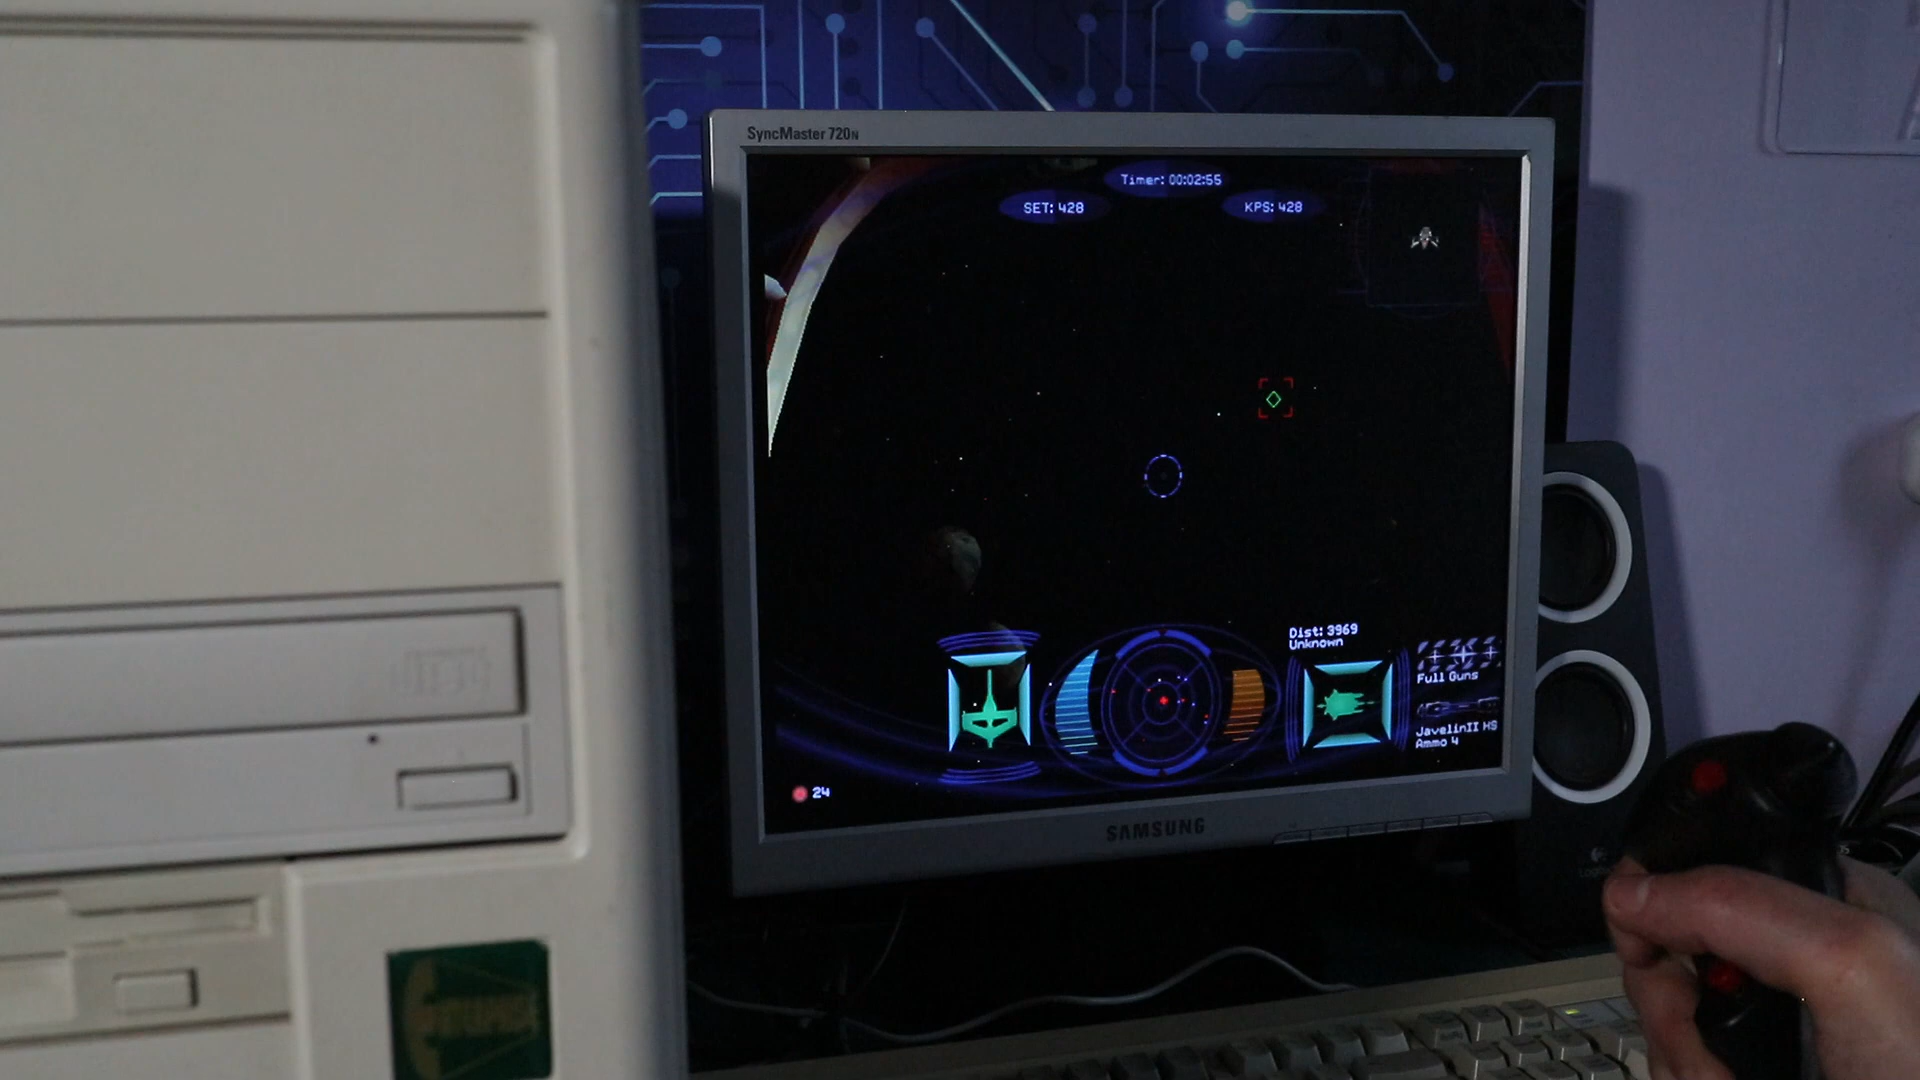 SyncMaster 720N
Timer: 00:02:55
SET: 428
KPS: 428
Dist: 3969
Unknown
Full Guns
JavelinII HS
Ammo 4
24
SAMSUNG